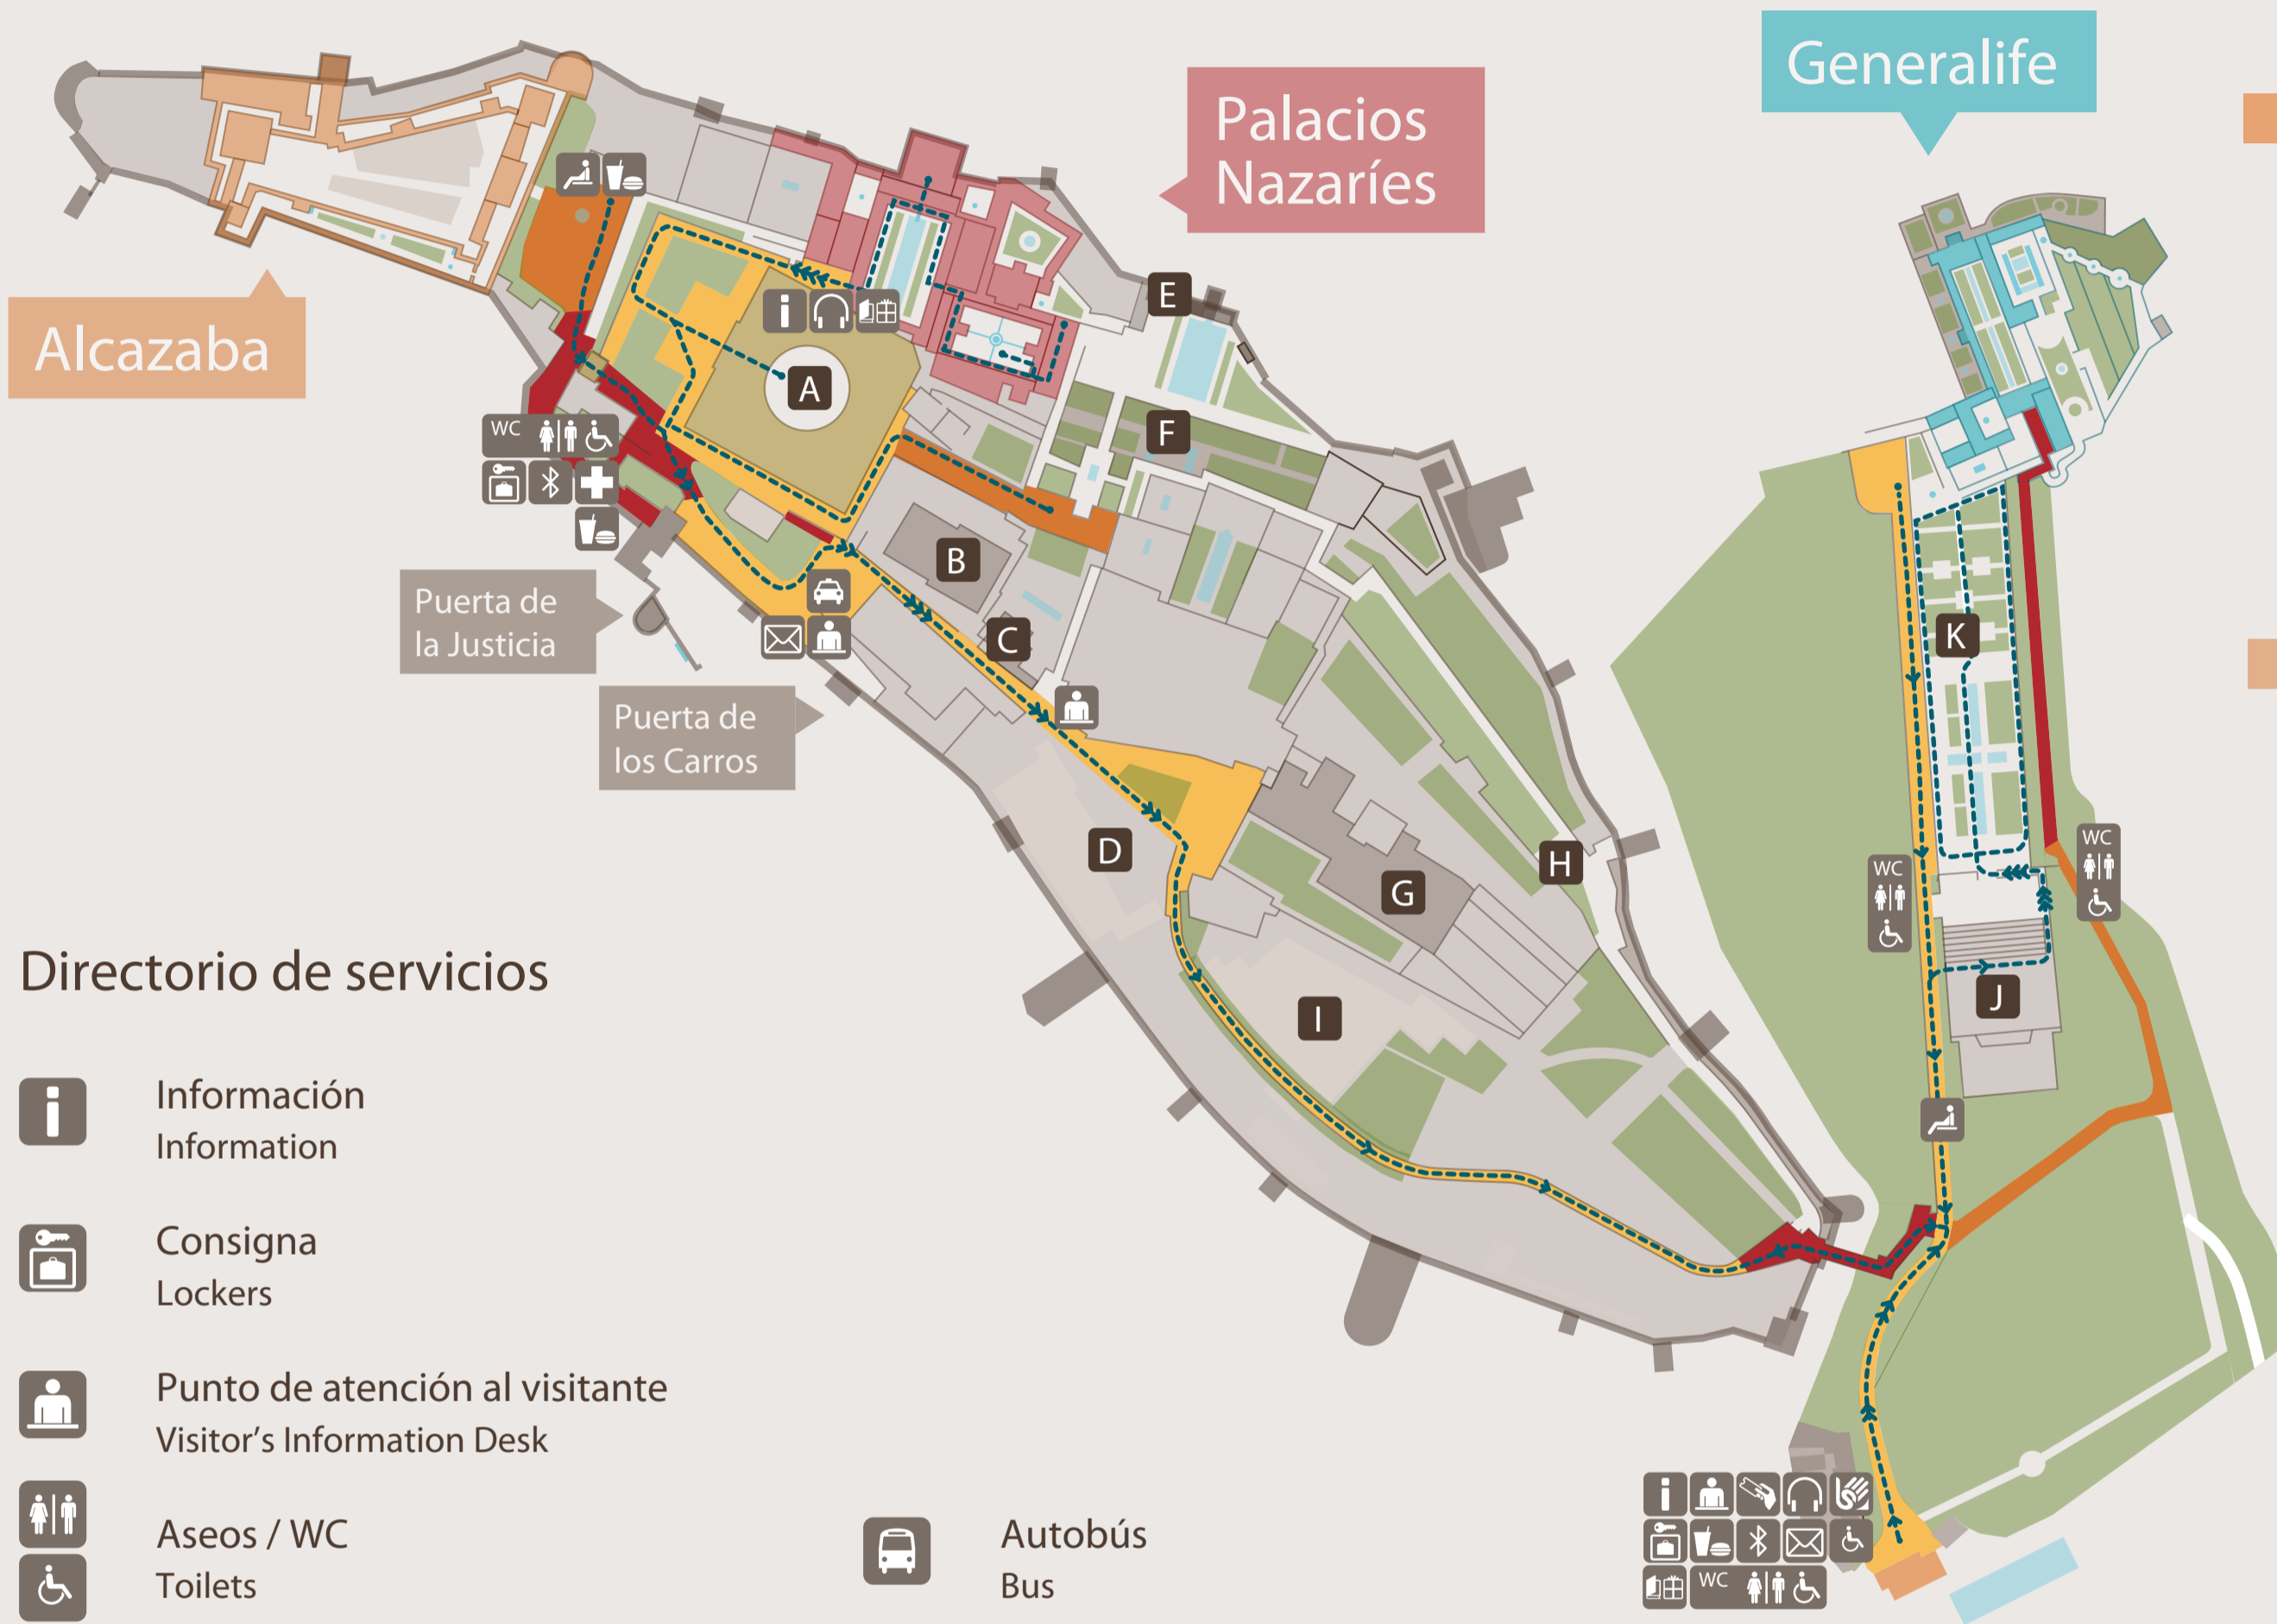 Generalife
Palacios
Nazaríes
Alcazaba
E
A
F
WC
B
Puerta de
la Justicia
C
K
Puerta de
los Carros
D
H
G
WC
WC
I
J
Directorio de servicios
Información
Information
Consigna
Lockers
Punto de atención al visitante
Visitor's Information Desk
Aseos / WC
Toilets
Autobús
Bus
WC